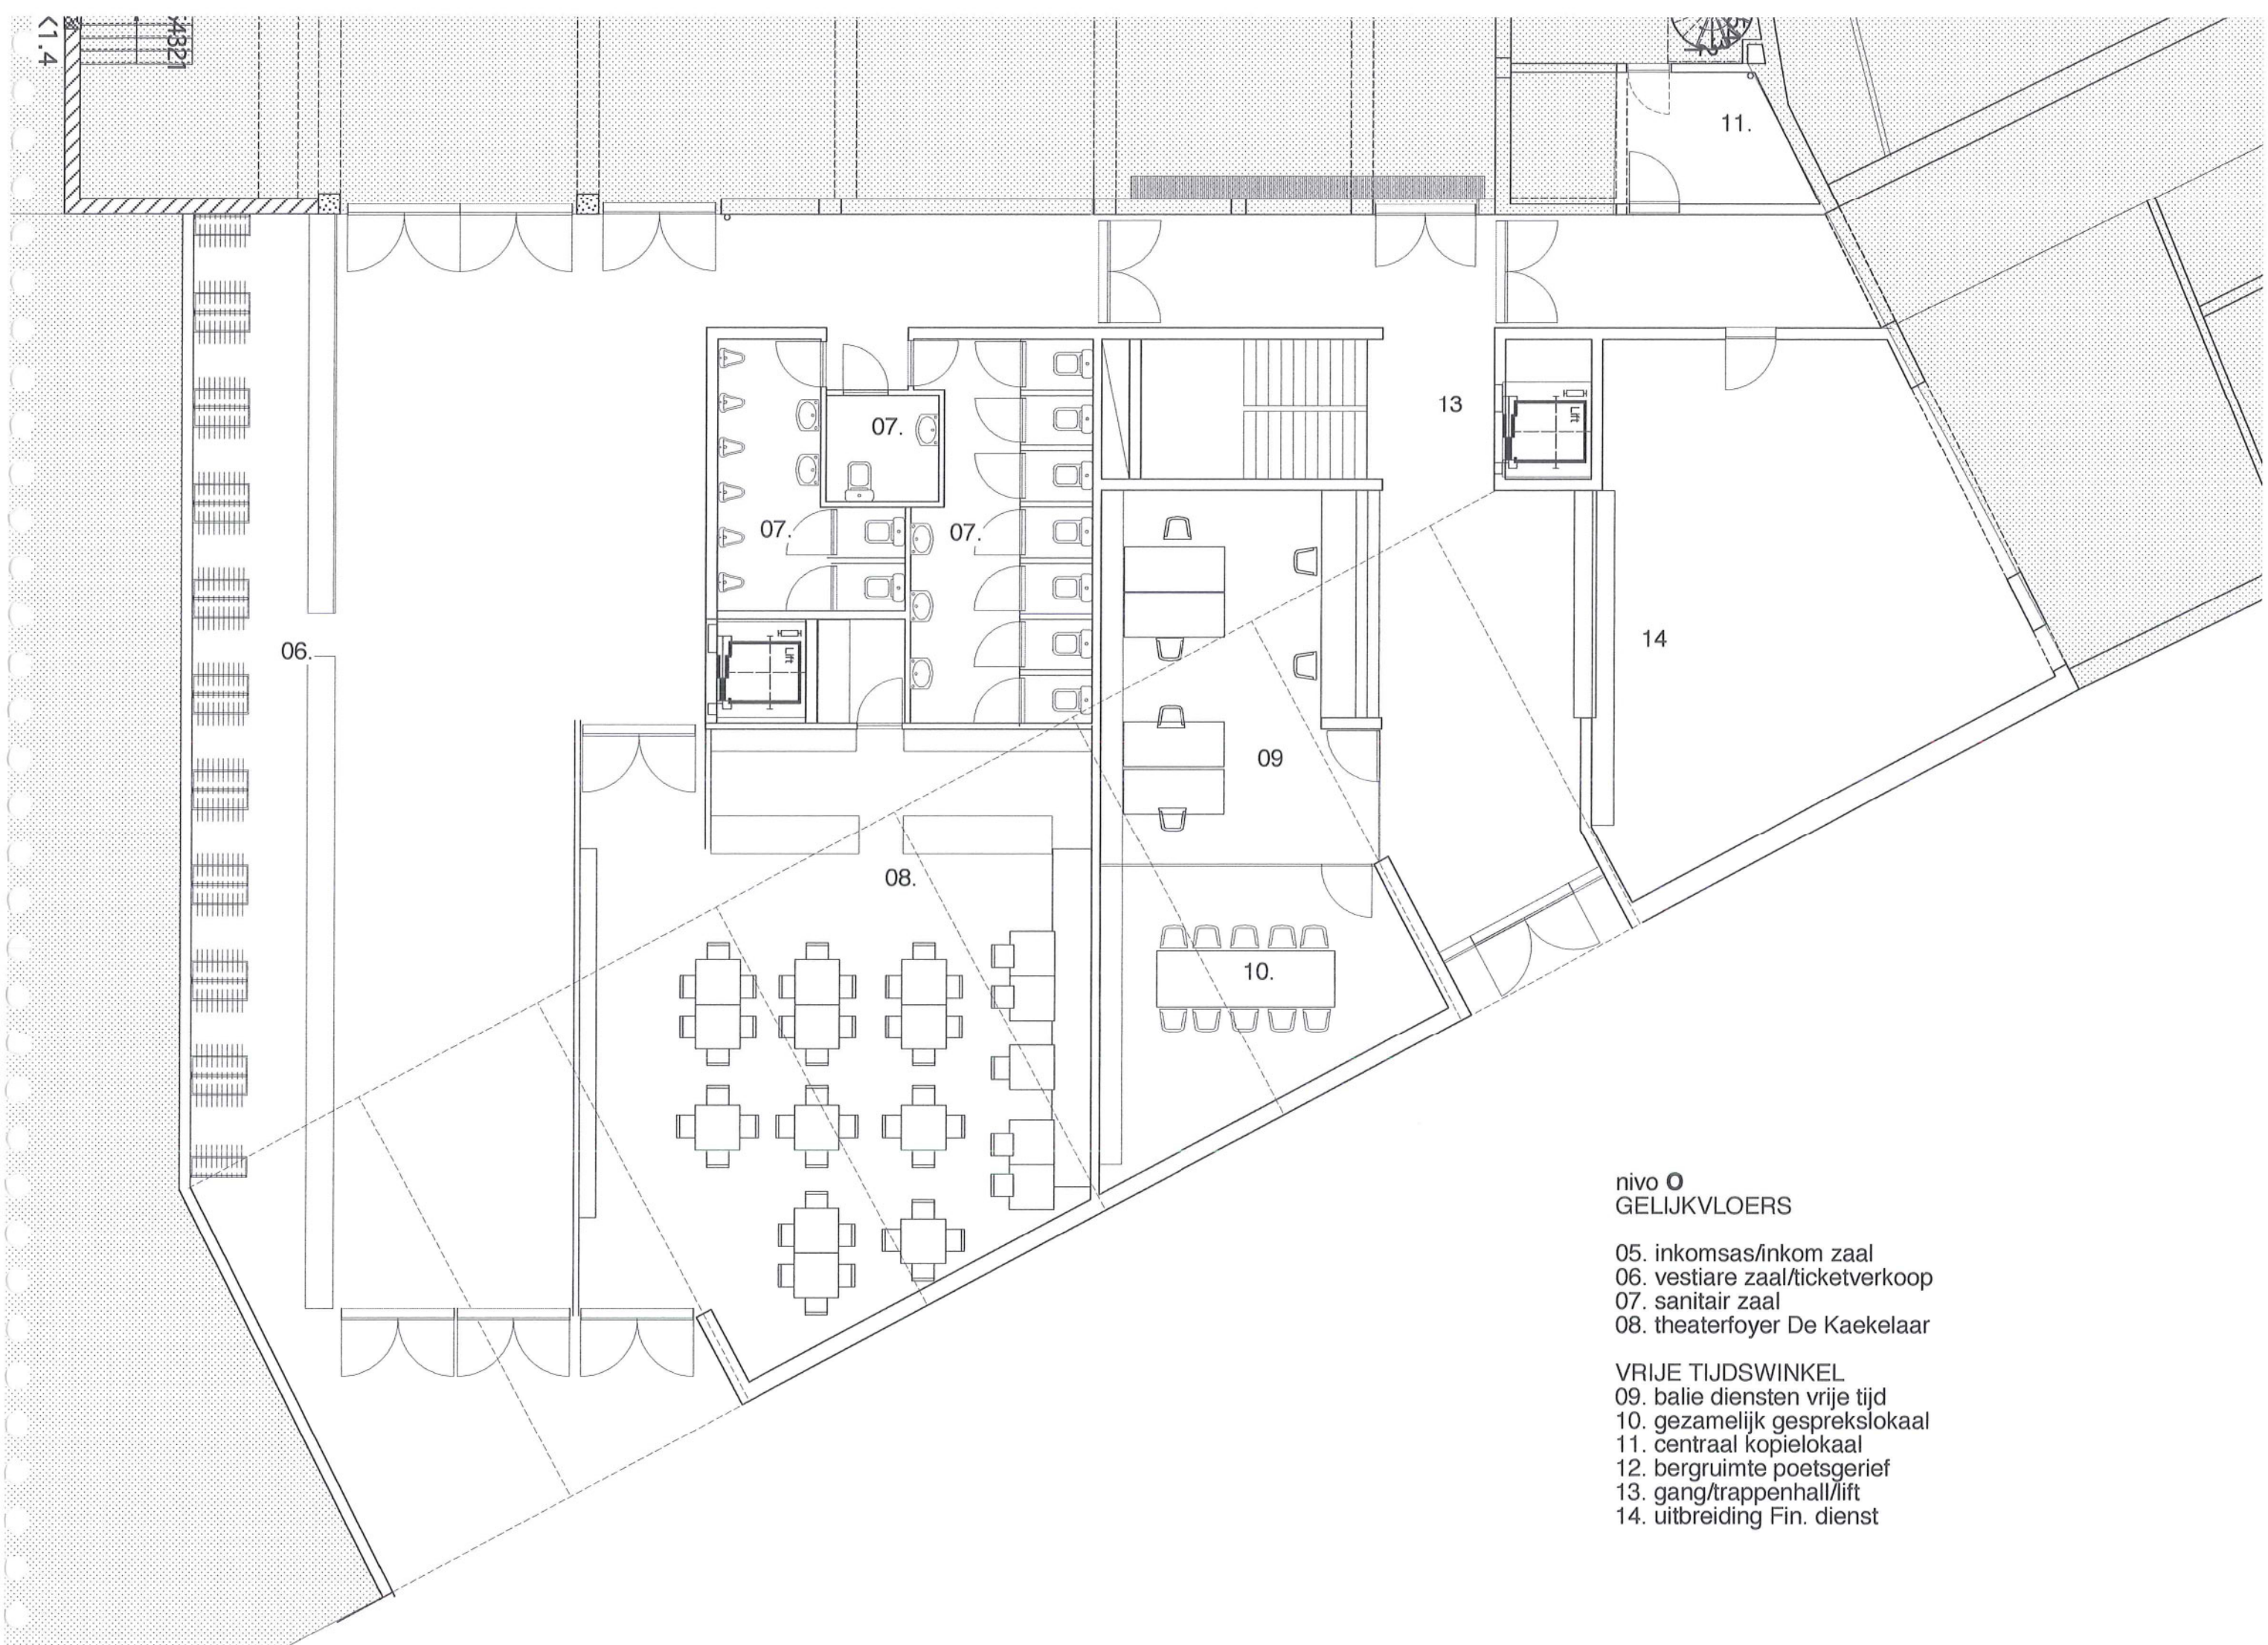 <1.4
54321
11.
13
07.
07.
07.
Lift
06.
Lift
14
09
08.
10.
nivo O
GELIJKVLOERS
05. inkomsas/inkom zaal
06. vestiare zaal/ticketverkoop
07. sanitair zaal
08. theaterfoyer De Kaekelaar
VRIJE TIJDSWINKEL
09. balie diensten vrije tijd
10. gezamelijk gesprekslokaal
11. centraal kopielokaal
12. bergruimte poetsgerief
13. gang/trappenhall/lift
14. uitbreiding Fin. dienst